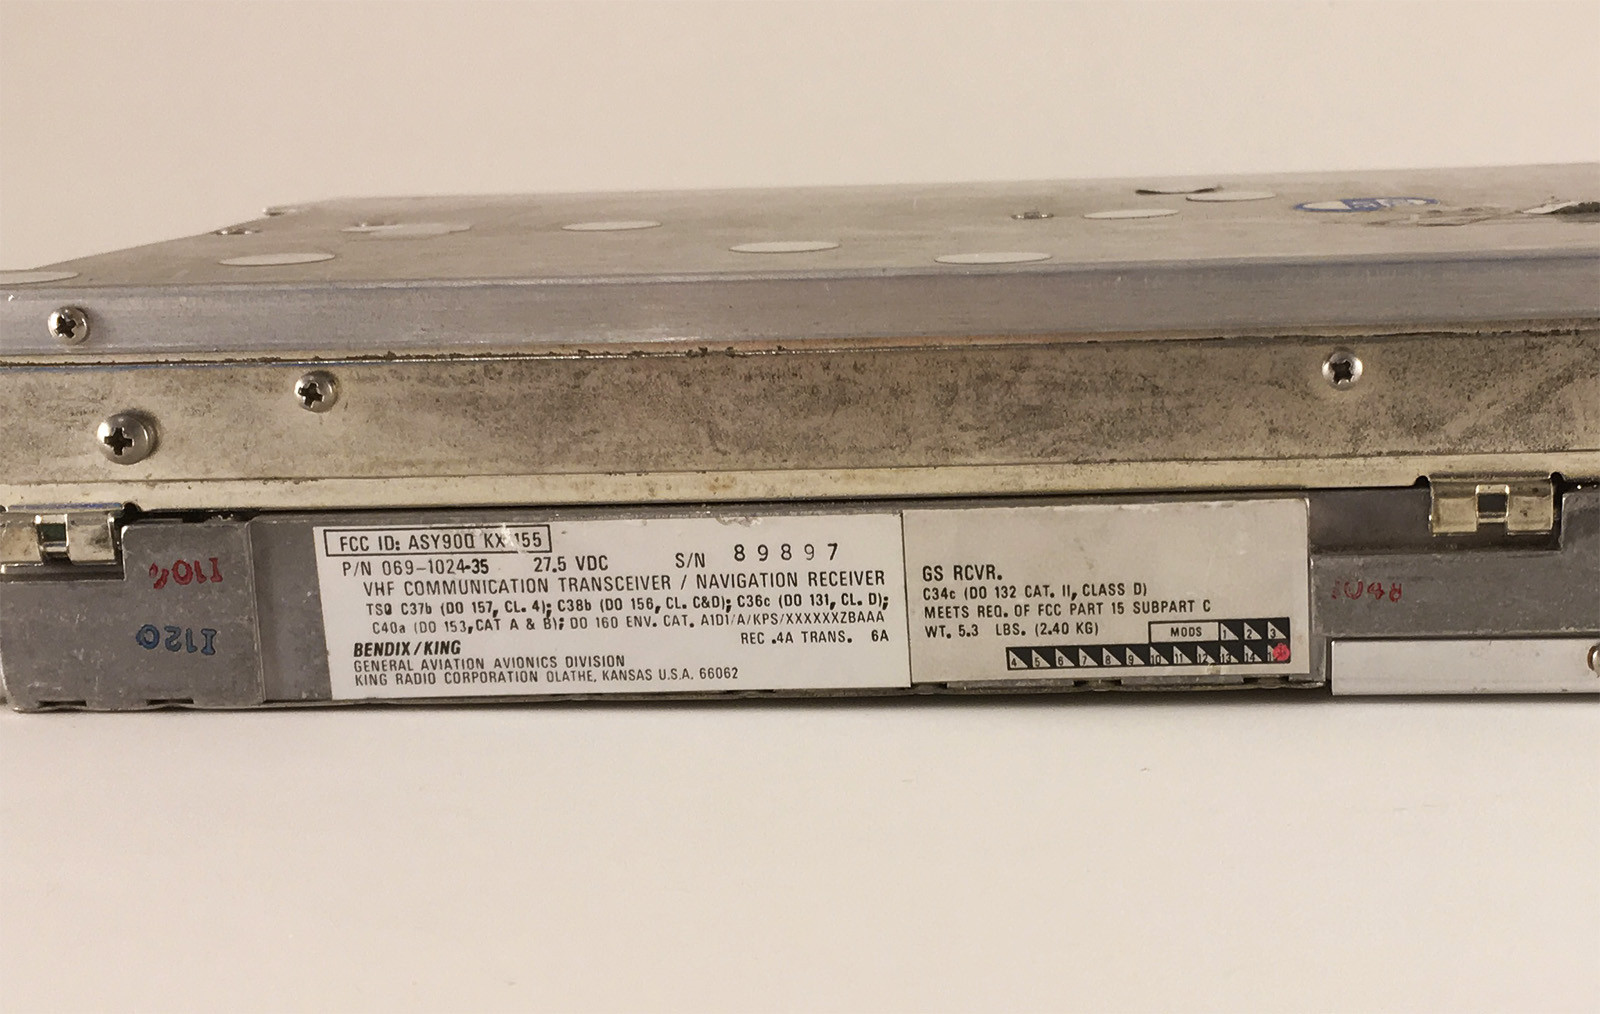 FCC ID: ASY90Q KX 155
P/N 069-1024-35 27.5 VDC S/N 89897
VHF COMMUNICATION TRANSCEIVER / NAVIGATION RECEIVER
TSO C37b (DO 157, CL. 4); C38b (DO 156, CL. C&D); C36c (DO 131, CL. D);
C40a (DO 153, CAT A & B); DO 160 ENV. CAT. A1D1/A/KPS/XXXXXXZBAAA
REC .4A TRANS. 6A
BENDIX/KING
GENERAL AVIATION AVIONICS DIVISION
KING RADIO CORPORATION OLATHE, KANSAS U.S.A. 66062
GS RCVR.
C34c (DO 132 CAT. II, CLASS D)
MEETS REQ. OF FCC PART 15 SUBPART C
WT. 5.3 LBS. (2.40 KG)
MODS 1 2 3
4 5 6 7 8 9 10 11 12 13 14
I120